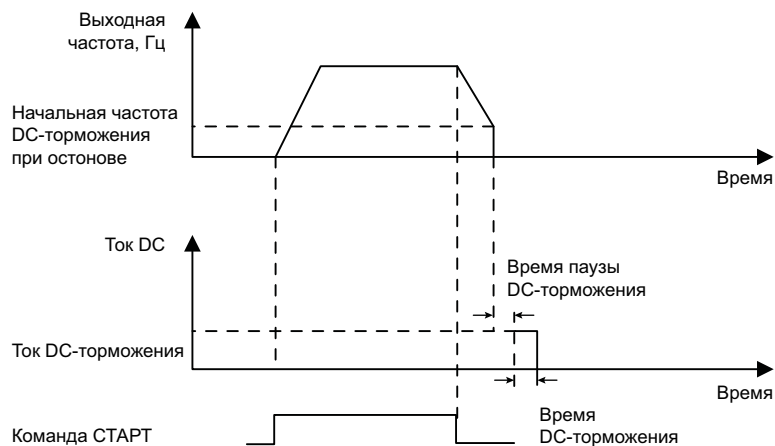 Выходная
частота, Гц
Начальная частота
DC-торможения
при остонове
Время
Ток DC
Время паузы
DC-торможения
Ток DC-торможения
Время
Команда СТАРТ
Время
DC-торможения